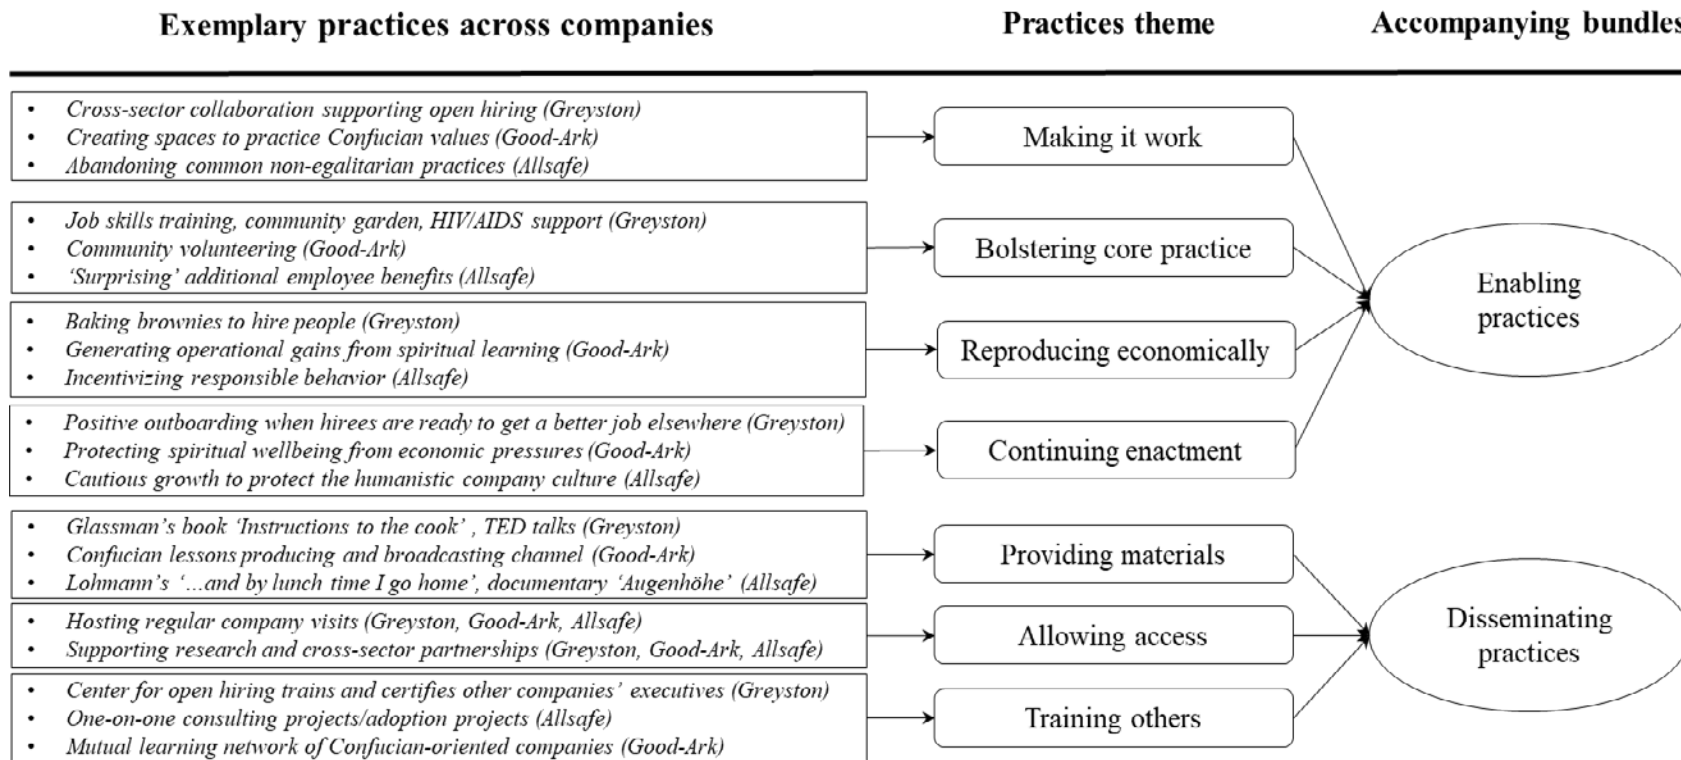 Exemplary practices across companies
Practices theme
Accompanying bundles
• Cross-sector collaboration supporting open hiring (Greyston)
• Creating spaces to practice Confucian values (Good-Ark)
• Abandoning common non-egalitarian practices (Allsafe)
Making it work
• Job skills training, community garden, HIV/AIDS support (Greyston)
• Community volunteering (Good-Ark)
• ‘Surprising’ additional employee benefits (Allsafe)
Bolstering core practice
• Baking brownies to hire people (Greyston)
• Generating operational gains from spiritual learning (Good-Ark)
• Incentivizing responsible behavior (Allsafe)
Reproducing economically
• Positive outboarding when hirees are ready to get a better job elsewhere (Greyston)
• Protecting spiritual wellbeing from economic pressures (Good-Ark)
• Cautious growth to protect the humanistic company culture (Allsafe)
Continuing enactment
Enabling
practices
• Glassman’s book ‘Instructions to the cook’ , TED talks (Greyston)
• Confucian lessons producing and broadcasting channel (Good-Ark)
• Lohmann’s ‘…and by lunch time I go home’, documentary ‘Augenhöhe’ (Allsafe)
Providing materials
• Hosting regular company visits (Greyston, Good-Ark, Allsafe)
• Supporting research and cross-sector partnerships (Greyston, Good-Ark, Allsafe)
Allowing access
• Center for open hiring trains and certifies other companies’ executives (Greyston)
• One-on-one consulting projects/adoption projects (Allsafe)
• Mutual learning network of Confucian-oriented companies (Good-Ark)
Training others
Disseminating
practices